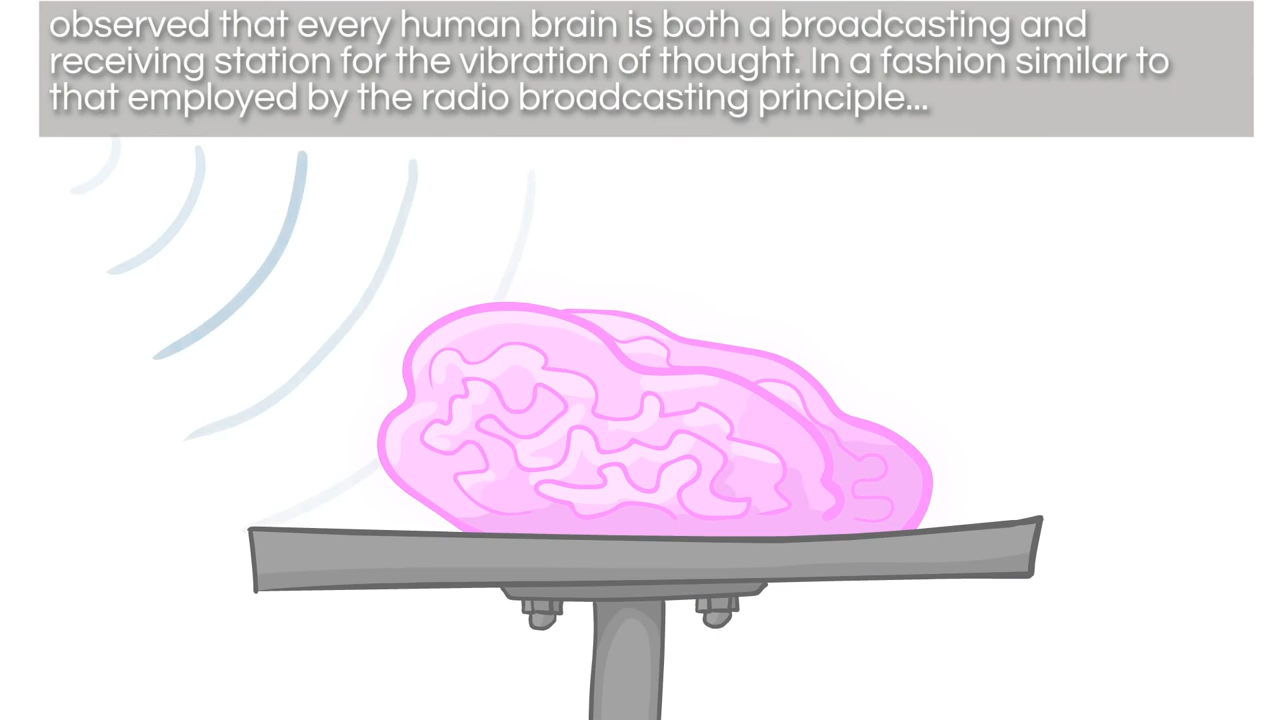 observed that every human brain is both a broadcasting and
receiving station for the vibration of thought. In a fashion similar to
that employed by the radio broadcasting principle...